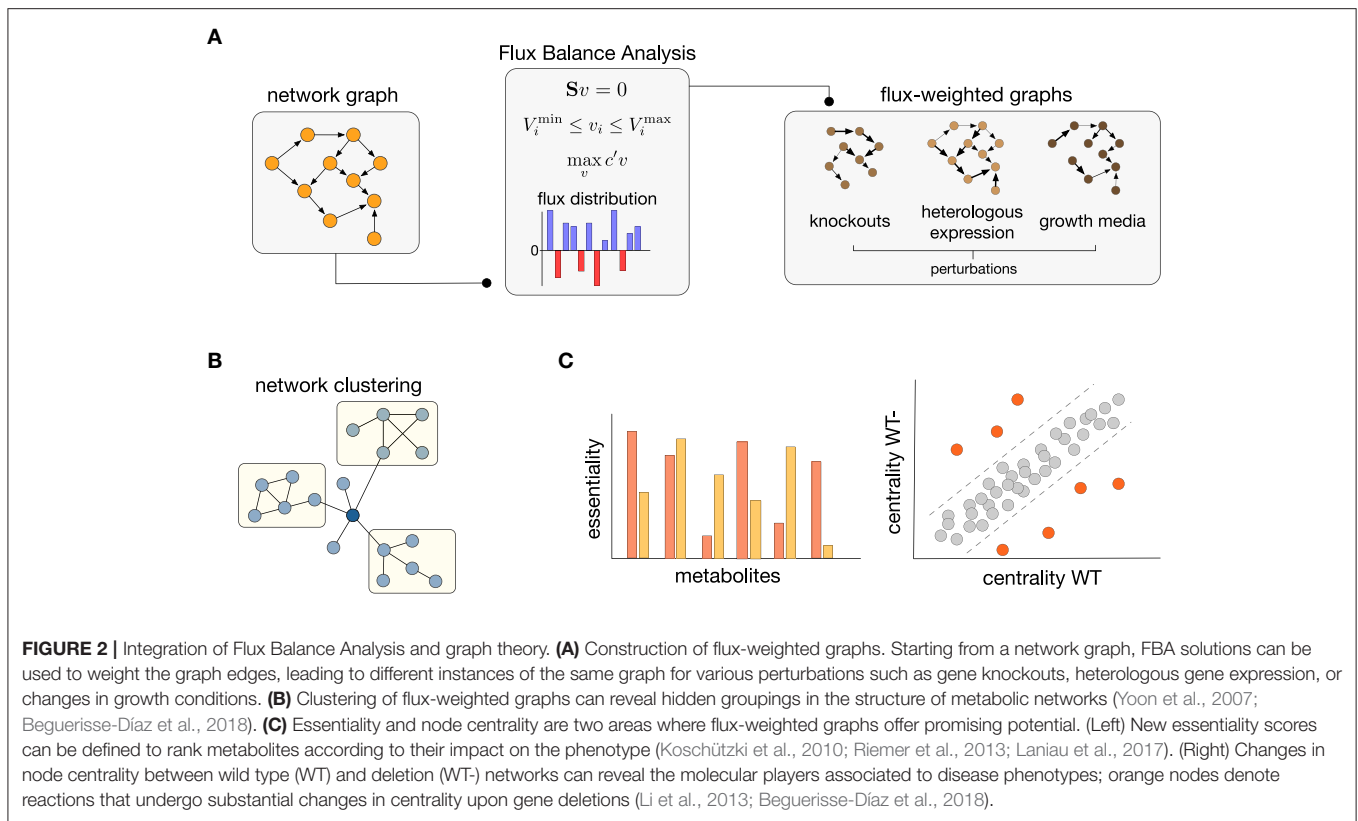 A
network graph
Flux Balance Analysis
Sv = 0
V_i^min ≤ v_i ≤ V_i^max
max_v c′v
flux distribution
0
flux-weighted graphs
knockouts
heterologous
expression
growth media
perturbations
B
network clustering
C
essentiality
metabolites
centrality WT-
centrality WT
FIGURE 2 | Integration of Flux Balance Analysis and graph theory. (A) Construction of flux-weighted graphs. Starting from a network graph, FBA solutions can be
used to weight the graph edges, leading to different instances of the same graph for various perturbations such as gene knockouts, heterologous gene expression, or
changes in growth conditions. (B) Clustering of flux-weighted graphs can reveal hidden groupings in the structure of metabolic networks (Yoon et al., 2007;
Beguerisse-Díaz et al., 2018). (C) Essentiality and node centrality are two areas where flux-weighted graphs offer promising potential. (Left) New essentiality scores
can be defined to rank metabolites according to their impact on the phenotype (Koschützki et al., 2010; Riemer et al., 2013; Laniau et al., 2017). (Right) Changes in
node centrality between wild type (WT) and deletion (WT-) networks can reveal the molecular players associated to disease phenotypes; orange nodes denote
reactions that undergo substantial changes in centrality upon gene deletions (Li et al., 2013; Beguerisse-Díaz et al., 2018).